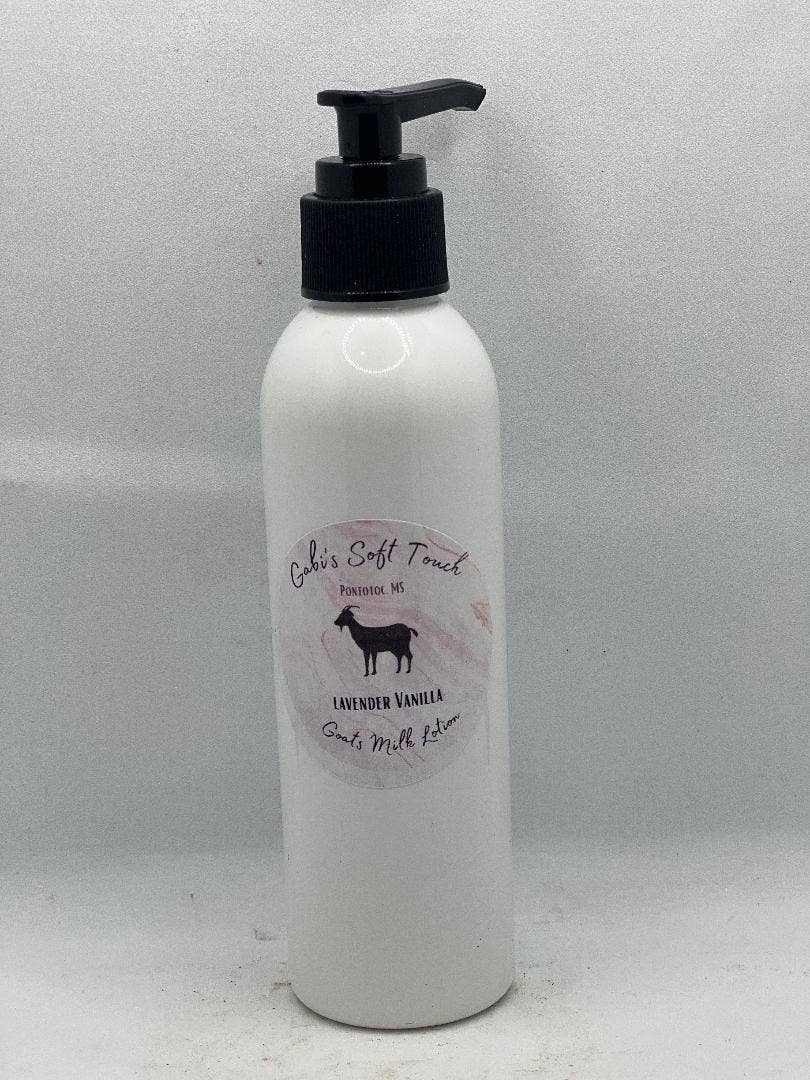 Gabi's Soft Touch
Pontotoc, MS
Lavender Vanilla
Goats Milk Lotion